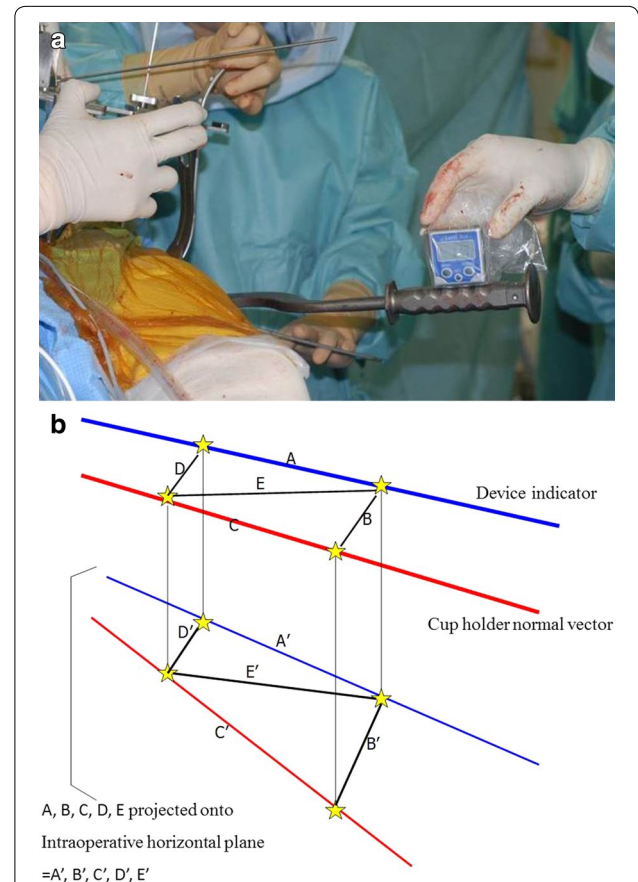 a
b
D
A
E
Device indicator
B
C
Cup holder normal vector
D′
A′
E′
C′
B′
A, B, C, D, E projected onto
Intraoperative horizontal plane
=A′, B′, C′, D′, E′